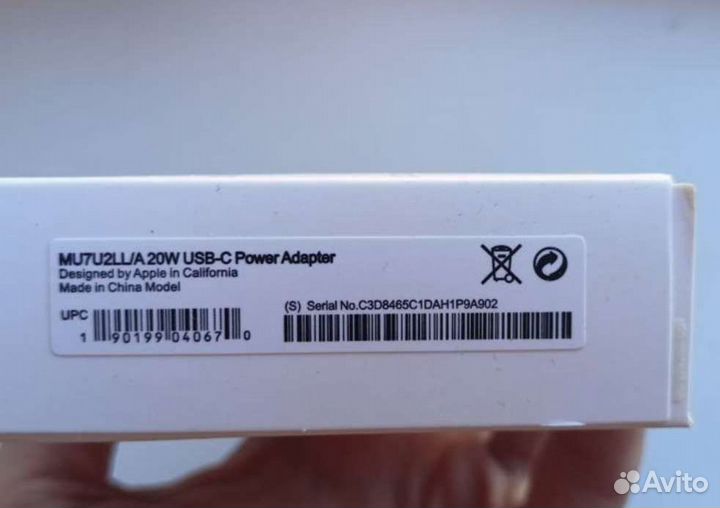 MU7U2LL/A 20W USB-C Power Adapter
Designed by Apple in California
Made in China Model
UPC
1 90199 04067 0
(S) Serial No.C3D8465C1DAH1P9A902
Avito